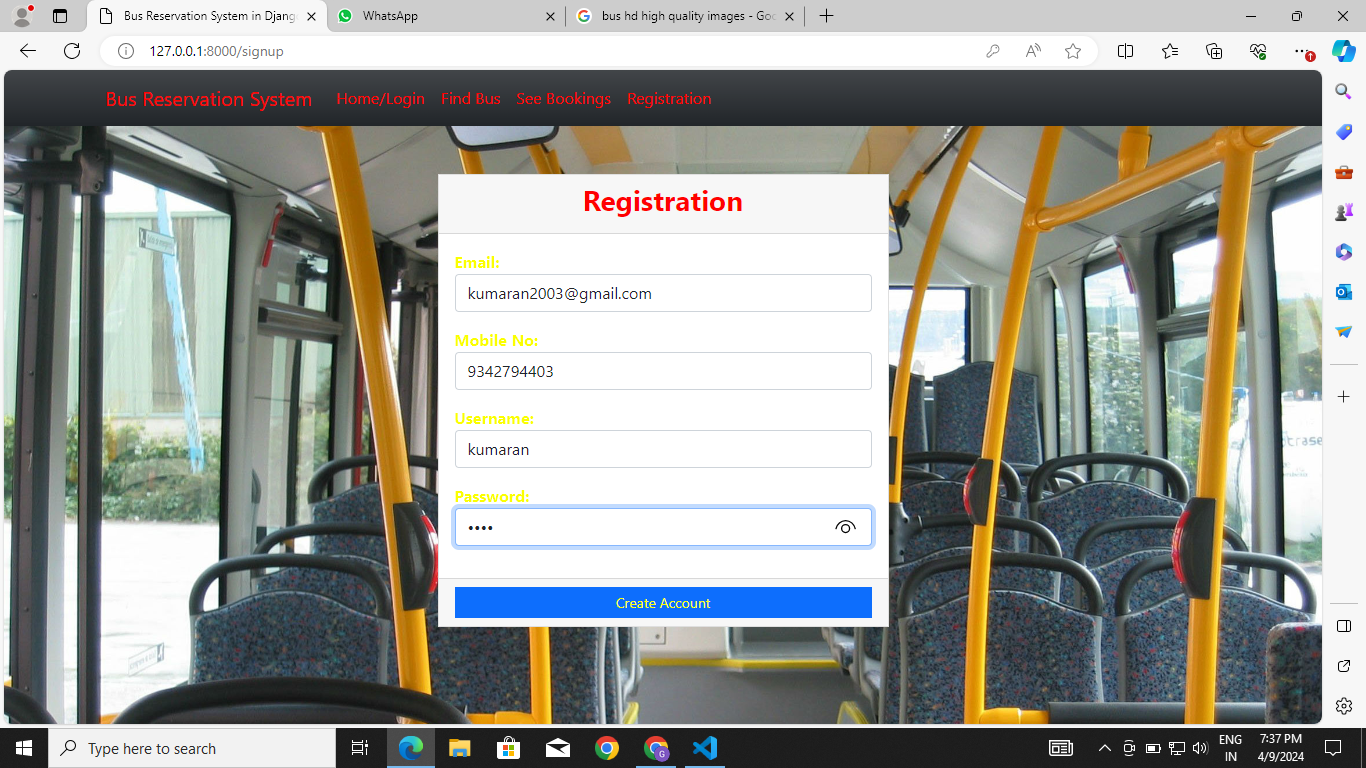 Bus Reservation System in Djang
WhatsApp
bus hd high quality images - Goo
127.0.0.1:8000/signup
Bus Reservation System Home/Login Find Bus See Bookings Registration
Registration
Email:
kumaran2003@gmail.com
Mobile No:
9342794403
Username:
kumaran
Password:
••••
Create Account
Type here to search
ENG
IN
7:37 PM
4/9/2024